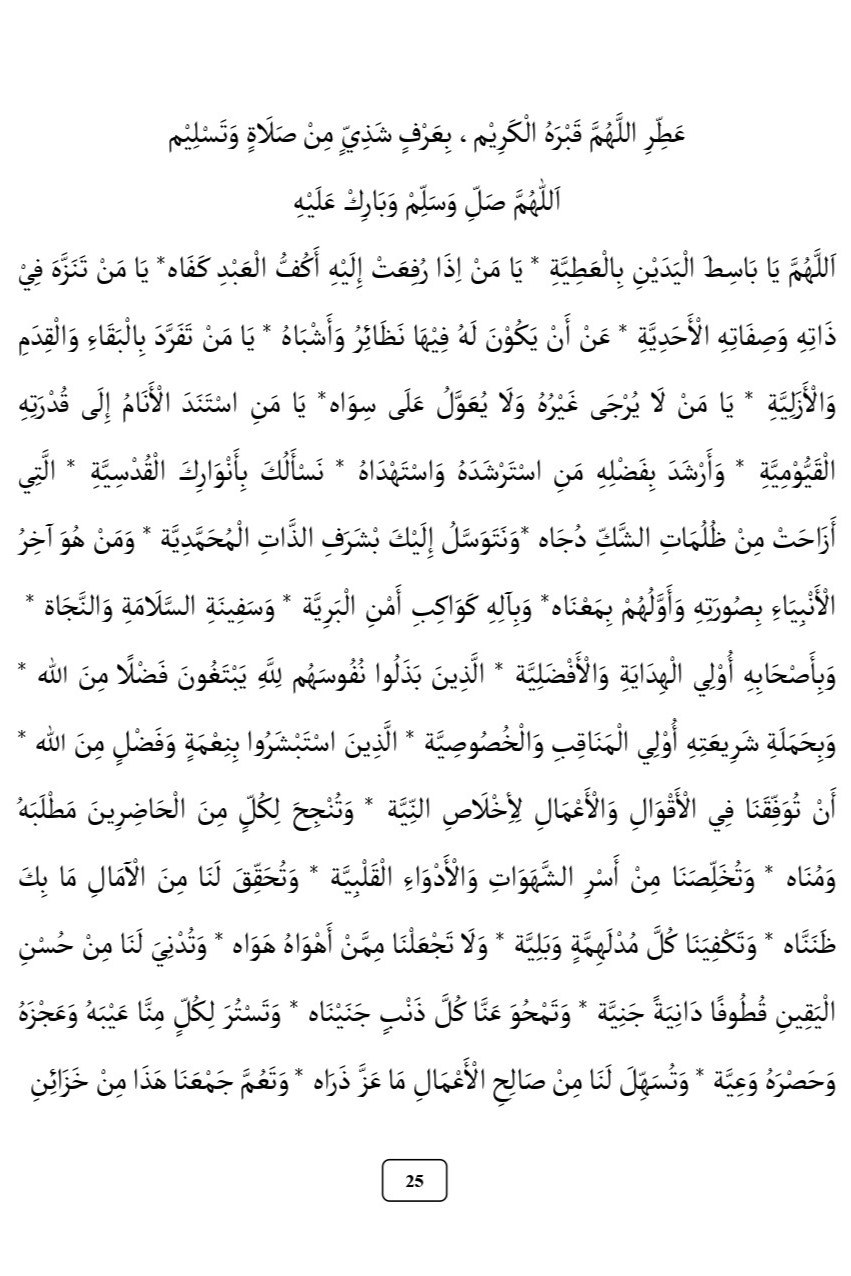 عَطِّرِ اللَّهُمَّ قَبْرَهُ الْكَرِيْم ، بِعَرْفٍ شَذِيٍّ مِنْ صَلَاةٍ وَتَسْلِيْم
اَللّٰهُمَّ صَلِّ وَسَلِّمْ وَبَارِكْ عَلَيْهِ
اَللَّهُمَّ يَا بَاسِطَ الْيَدَيْنِ بِالْعَطِيَّةِ * يَا مَنْ اِذَا رُفِعَتْ إِلَيْهِ أَكُفُّ الْعَبْدِ كَفَاه* يَا مَنْ تَنَزَّهَ فِيْ
ذَاتِهِ وَصِفَاتِهِ الْأَحَدِيَّةِ * عَنْ أَنْ يَكُوْنَ لَهُ فِيْهَا نَظَائِرُ وَأَشْبَاهُ * يَا مَنْ تَفَرَّدَ بِالْبَقَاءِ وَالْقِدَمِ
وَالْأَزَلِيَّةِ * يَا مَنْ لَا يُرْجَى غَيْرُهُ وَلَا يُعَوَّلُ عَلَى سِوَاه* يَا مَنِ اسْتَنَدَ الْأَنَامُ إِلَى قُدْرَتِهِ
الْقَيُّوْمِيَّةِ * وَأَرْشَدَ بِفَضْلِهِ مَنِ اسْتَرْشَدَهُ وَاسْتَهْدَاهُ * نَسْأَلُكَ بِأَنْوَارِكَ الْقُدْسِيَّةِ * الَّتِي
أَزَاحَتْ مِنْ ظُلُمَاتِ الشَّكِّ دُجَاه *وَنَتَوَسَّلُ إِلَيْكَ بْشَرَفِ الذَّاتِ الْمُحَمَّدِيَّة * وَمَنْ هُوَ آخِرُ
الْأَنْبِيَاءِ بِصُورَتِهِ وَأَوَّلُهُمْ بِمَعْنَاه* وَبِآلِهِ كَوَاكِبِ أَمْنِ الْبَرِيَّة * وَسَفِينَةِ السَّلَامَةِ وَالنَّجَاة *
وَبِأَصْحَابِهِ أُوْلِي الْهِدَايَةِ وَالْأَفْضَلِيَّة * الَّذِينَ بَذَلُوا نُفُوسَهُم لِلَّهِ يَبْتَغُونَ فَضْلًا مِنَ الله *
وَبِحَمَلَةِ شَرِيعَتِهِ أُوْلِي الْمَنَاقِبِ وَالْخُصُوصِيَّة * الَّذِينَ اسْتَبْشَرُوا بِنِعْمَةٍ وَفَضْلٍ مِنَ الله *
أَنْ تُوَفِّقَنَا فِي الْأَقْوَالِ وَالْأَعْمَالِ لِأِخْلَاصِ النِّيَّة * وَتُنْجِحَ لِكُلٍّ مِنَ الْحَاضِرِينَ مَطْلَبَهُ
وَمُنَاه * وَتُخَلِّصَنَا مِنْ أَسْرِ الشَّهَوَاتِ وَالْأَدْوَاءِ الْقَلْبِيَّة * وَتُحَقِّقَ لَنَا مِنَ الْآمَالِ مَا بِكَ
ظَنَنَّاه * وَتَكْفِيَنَا كُلَّ مُدْلَهِمَّةٍ وَبَلِيَّة * وَلَا تَجْعَلْنَا مِمَّنْ أَهْوَاهُ هَوَاه * وَتُدْنِيَ لَنَا مِنْ حُسْنِ
الْيَقِينِ قُطُوفًا دَانِيَةً جَنِيَّة * وَتَمْحُوَ عَنَّا كُلَّ ذَنْبٍ جَنَيْنَاه * وَتَسْتُرَ لِكُلٍّ مِنَّا عَيْبَهُ وَعَجْزَهُ
وَحَصْرَهُ وَعِيَّة * وَتُسَهِّلَ لَنَا مِنْ صَالِحِ الْأَعْمَالِ مَا عَزَّ ذَرَاه * وَتَعُمَّ جَمْعَنَا هَذَا مِنْ خَزَائِنِ
25